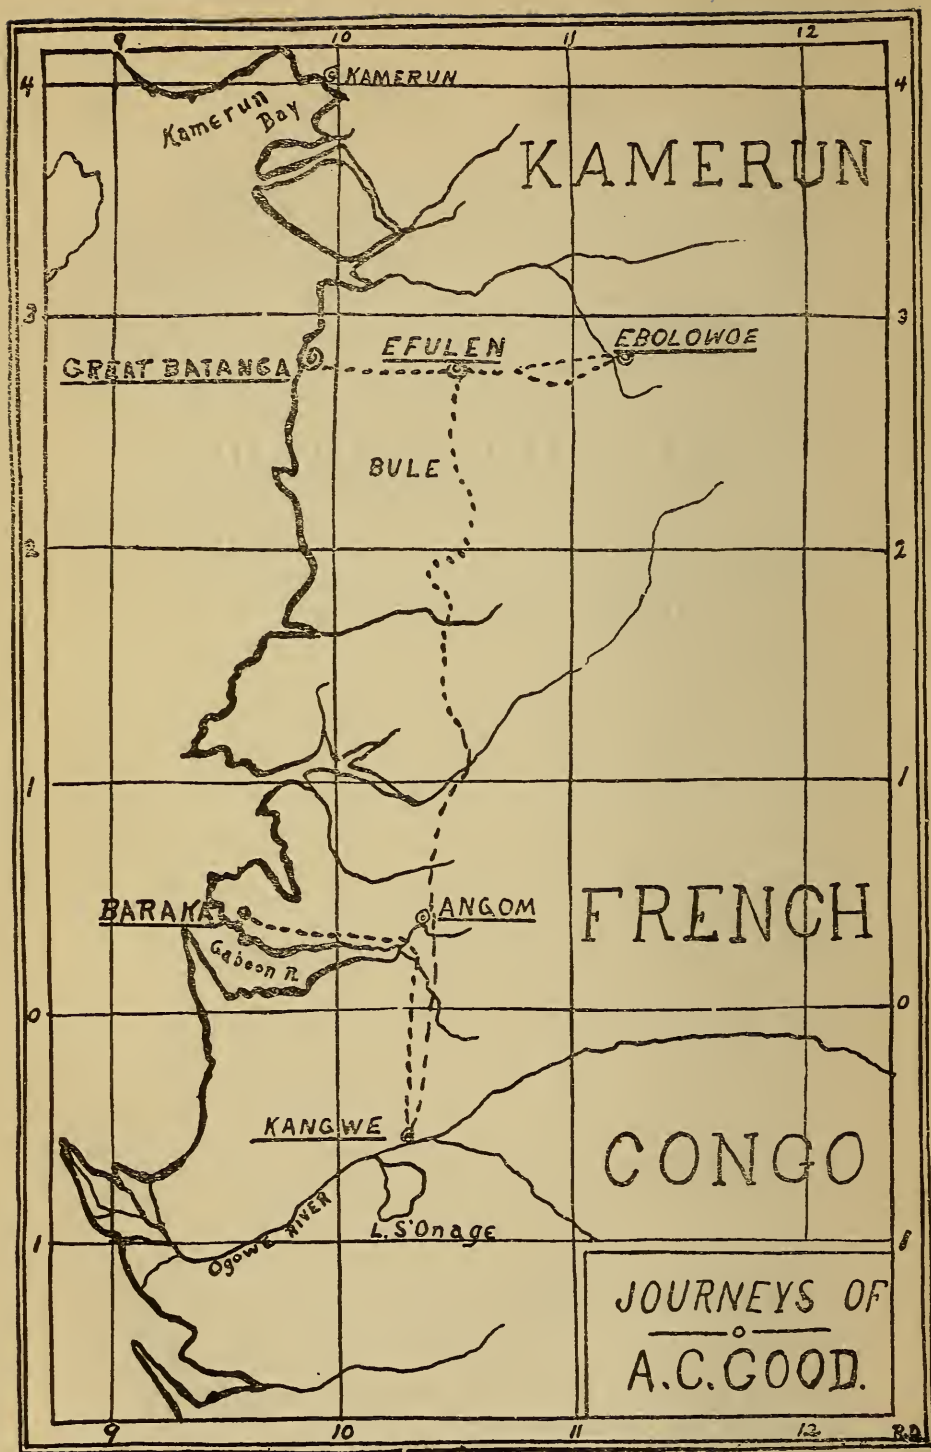 9 10 11 12
4 KAMERUN 4
Kamerun
Bay
KAMERUN
3 3
GREAT BATANGA EFULEN EBOLOWOE
BULE
2 2
1 1
BARAKA ANGOM
FRENCH
Gaboon R.
0 0
KANGWE
CONGO
Ogowe RIVER L. S'Onage
1 1
JOURNEYS OF
A.C. GOOD.
9 10 11 12 R.D.